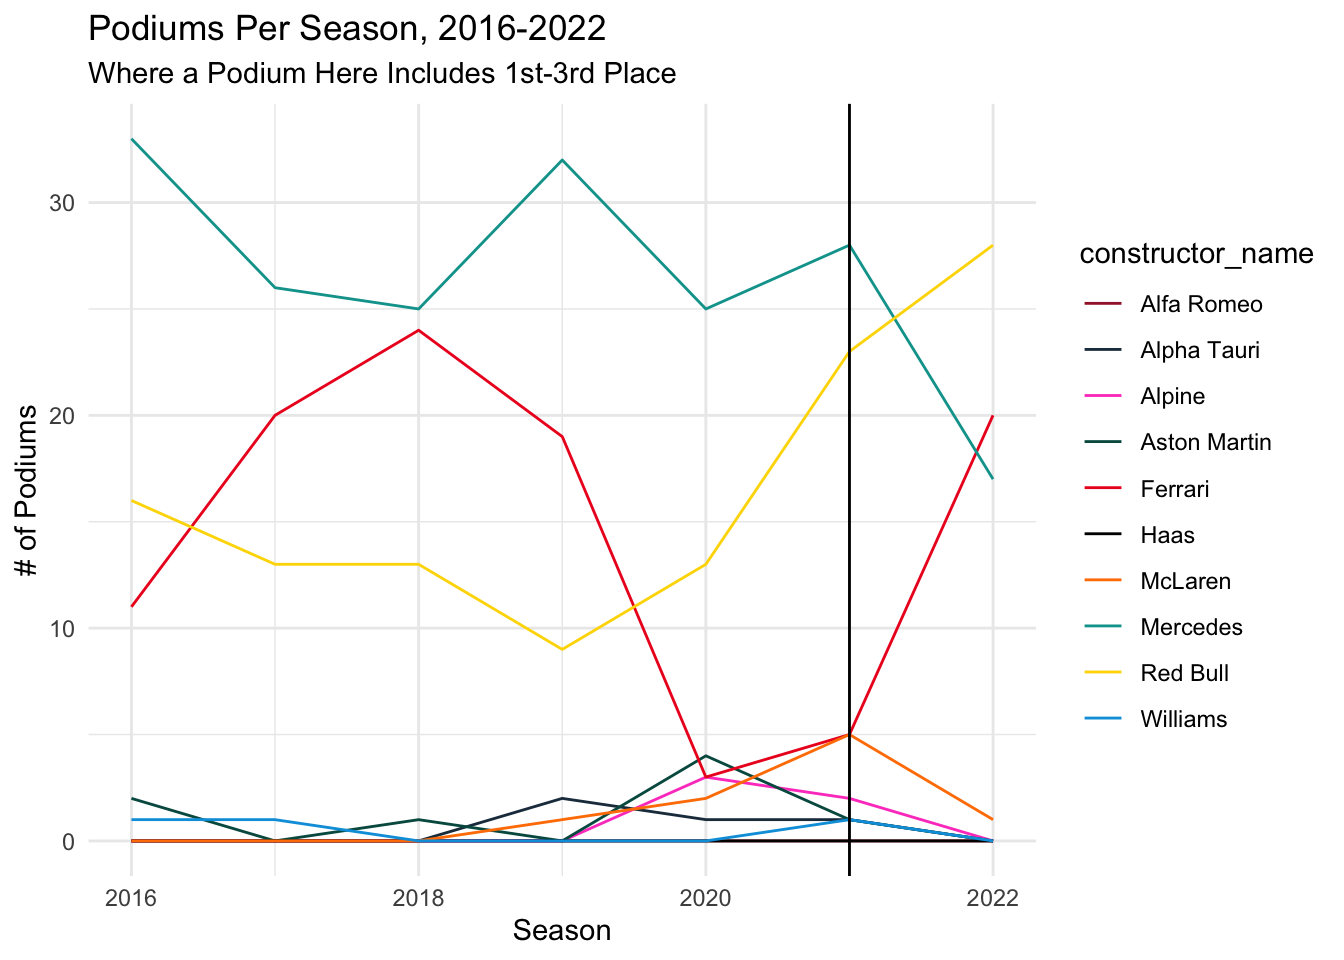 Podiums Per Season, 2016-2022
Where a Podium Here Includes 1st-3rd Place
# of Podiums
30
20
10
0
2016
2018
2020
2022
Season
constructor_name
Alfa Romeo
Alpha Tauri
Alpine
Aston Martin
Ferrari
Haas
McLaren
Mercedes
Red Bull
Williams